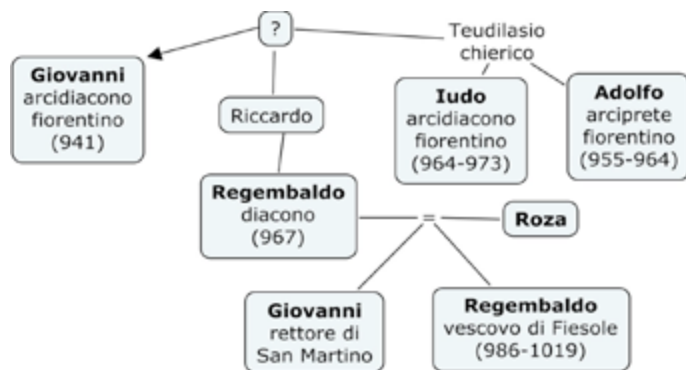 ?
Teudilasio
chierico
Giovanni
arcidiacono
fiorentino
(941)
Iudo
arcidiacono
fiorentino
(964-973)
Adolfo
arciprete
fiorentino
(955-964)
Riccardo
Regembaldo
diacono
(967)
=
Roza
Giovanni
rettore di
San Martino
Regembaldo
vescovo di Fiesole
(986-1019)